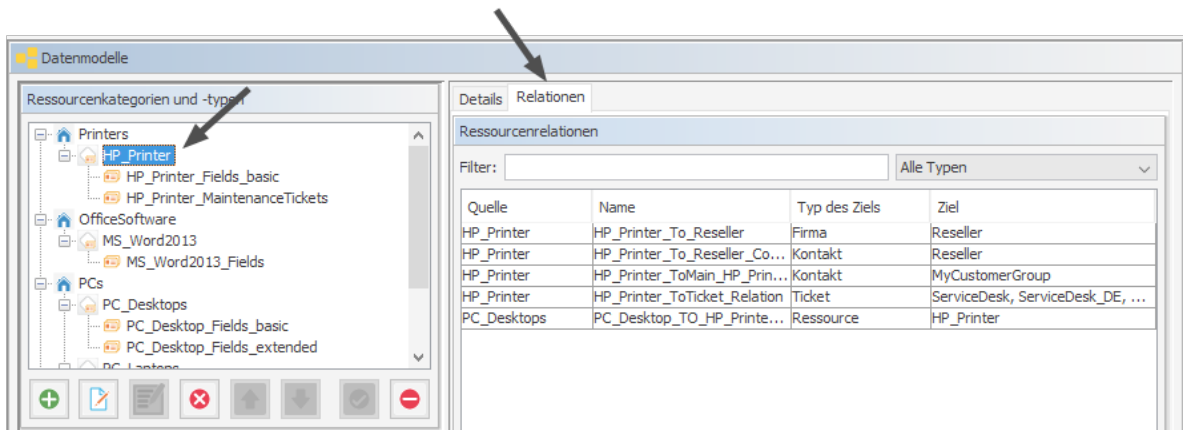 Datenmodelle
Ressourcenkategorien und -typen
Printers
HP_Printer
HP_Printer_Fields_basic
HP_Printer_MaintenanceTickets
OfficeSoftware
MS_Word2013
MS_Word2013_Fields
PCs
PC_Desktops
PC_Desktop_Fields_basic
PC_Desktop_Fields_extended
PC_Laptops
Details Relationen
Ressourcenrelationen
Filter: Alle Typen
Quelle Name Typ des Ziels Ziel
HP_Printer HP_Printer_To_Reseller Firma Reseller
HP_Printer HP_Printer_To_Reseller_Co... Kontakt Reseller
HP_Printer HP_Printer_ToMain_HP_Prin... Kontakt MyCustomerGroup
HP_Printer HP_Printer_ToTicket_Relation Ticket ServiceDesk, ServiceDesk_DE, ...
PC_Desktops PC_Desktop_TO_HP_Printe... Ressource HP_Printer